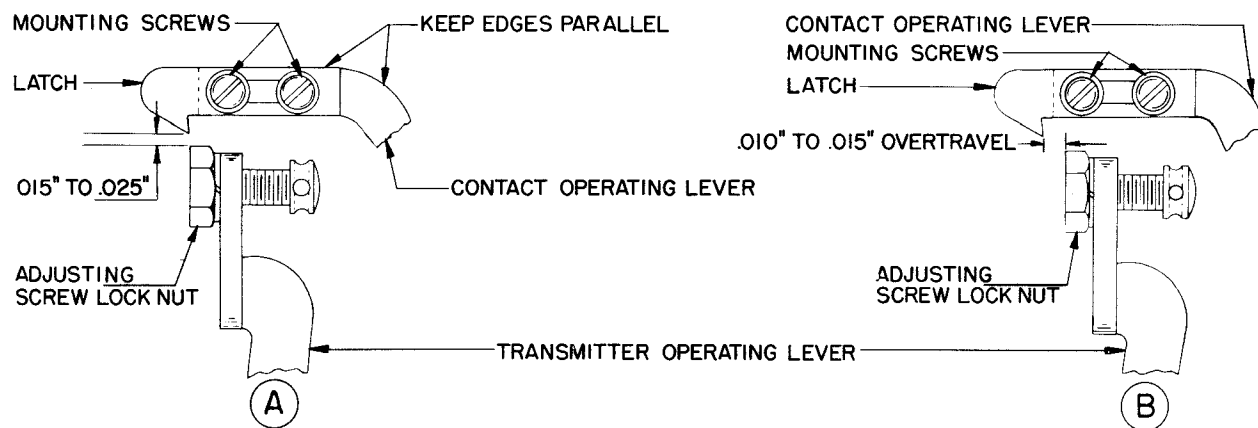 MOUNTING SCREWS
KEEP EDGES PARALLEL
LATCH
015" TO .025"
CONTACT OPERATING LEVER
ADJUSTING
SCREW LOCK NUT
A
CONTACT OPERATING LEVER
MOUNTING SCREWS
LATCH
.010" TO .015" OVERTRAVEL
ADJUSTING
SCREW LOCK NUT
TRANSMITTER OPERATING LEVER
B